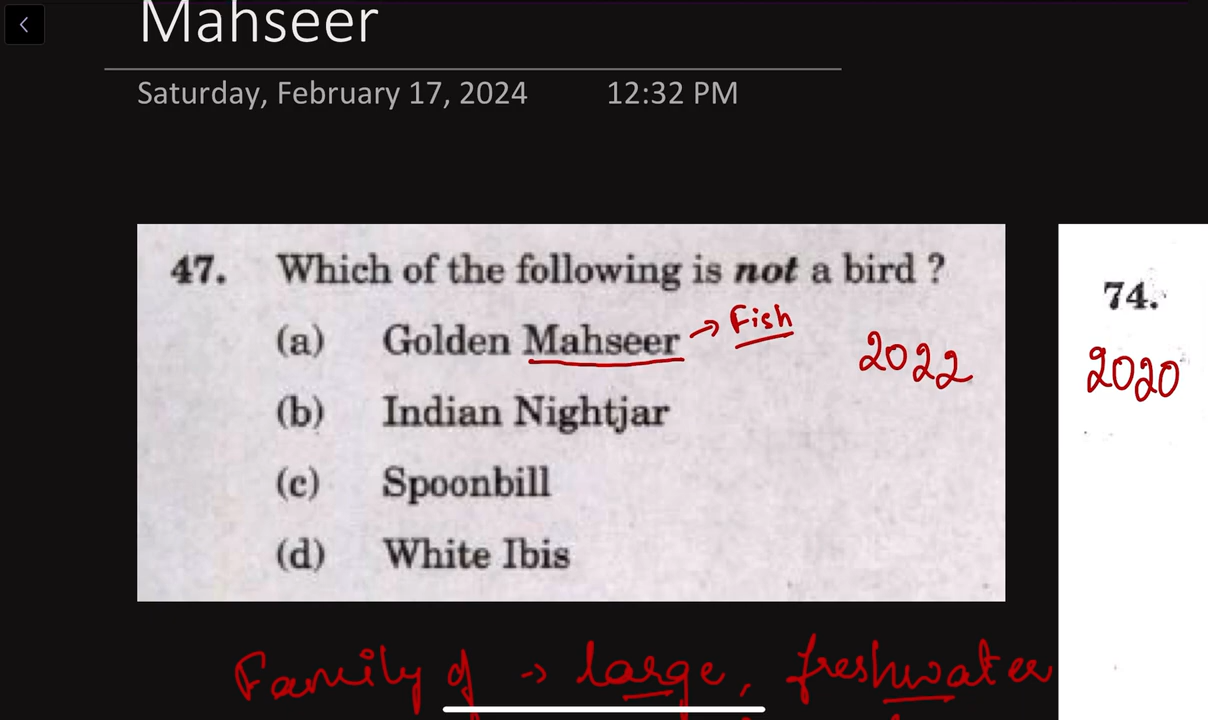 Mahseer
Saturday, February 17, 2024 12:32 PM
47. Which of the following is not a bird ?
(a) Golden Mahseer → Fish
2022
(b) Indian Nightjar
(c) Spoonbill
(d) White Ibis
74.
2020
Family of → large, freshwater